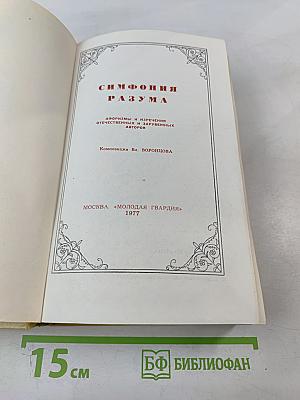 СИМФОНИЯ
РАЗУМА
АФОРИЗМЫ И ИЗРЕЧЕНИЯ
ОТЕЧЕСТВЕННЫХ И ЗАРУБЕЖНЫХ
АВТОРОВ
Композиция Вл. ВОРОНЦОВА
МОСКВА «МОЛОДАЯ ГВАРДИЯ»
1977
15 см
БФ БИБЛИОФАН